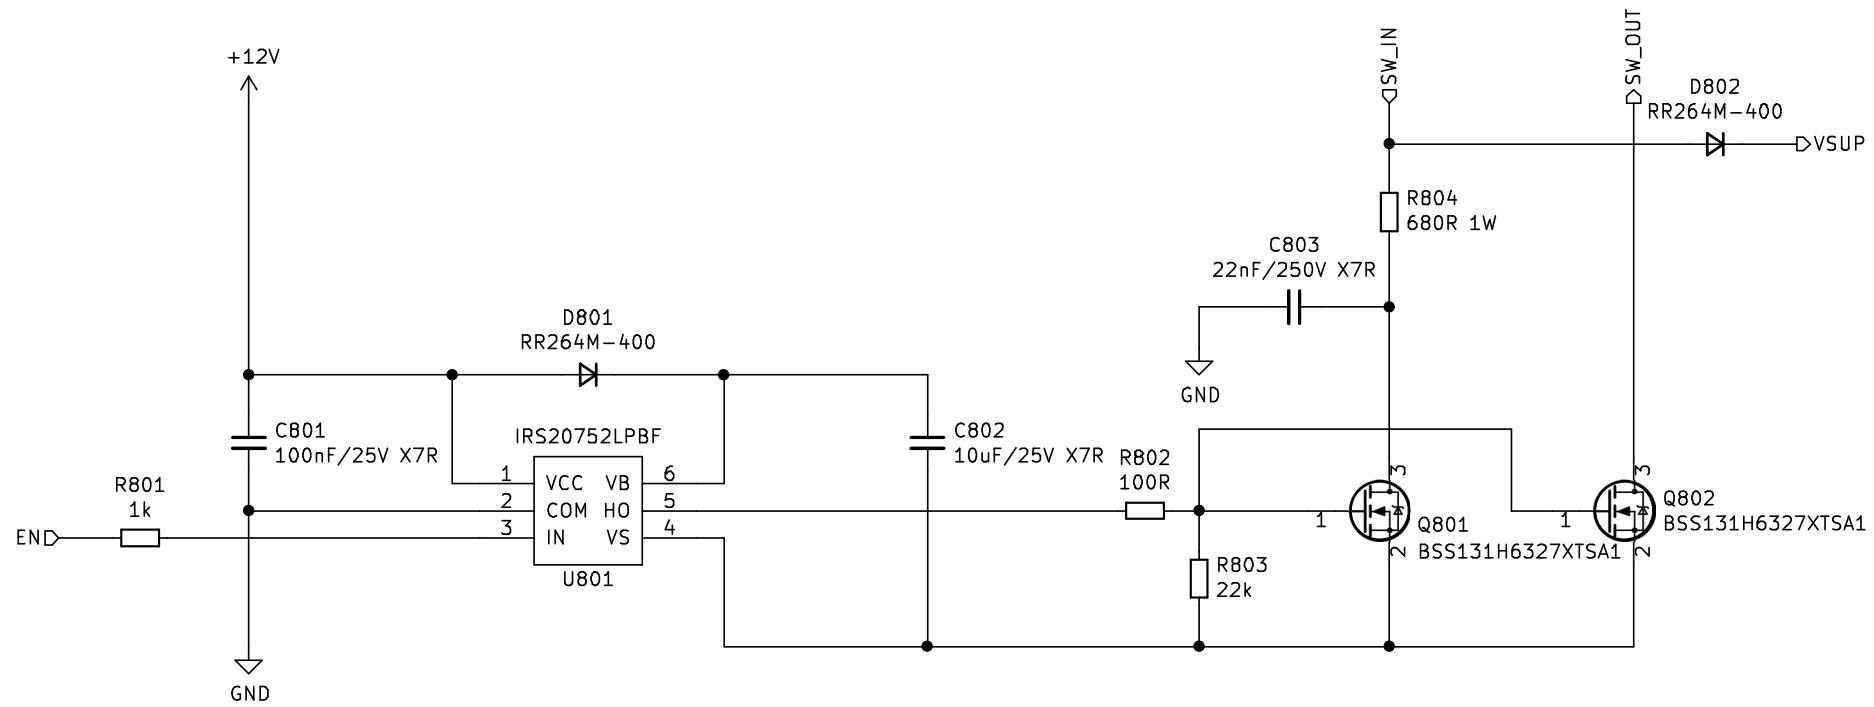 +12V
SW_IN
SW_OUT
D802
RR264M-400
VSUP
R804
680R 1W
C803
22nF/250V X7R
GND
D801
RR264M-400
C801
100nF/25V X7R
IRS20752LPBF
1
VCC
VB
6
2
COM
HO
5
3
IN
VS
4
U801
C802
10uF/25V X7R
R802
100R
R801
1k
EN
R803
22k
3
1
2
Q801
BSS131H6327XTSA1
3
1
2
Q802
BSS131H6327XTSA1
GND